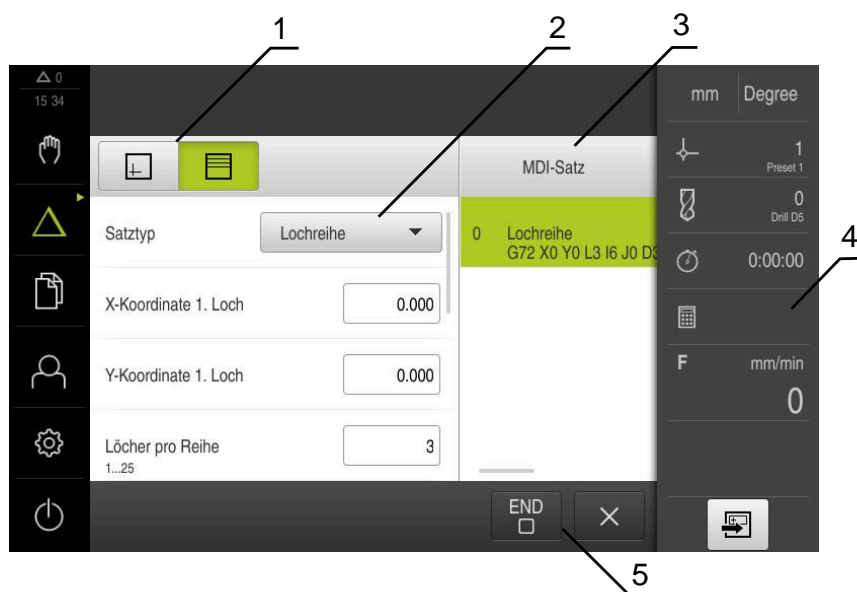 1
2
3
0
15 34
mm Degree
1
Preset 1
MDI-Satz
0
Drill D5
Satztyp Lochreihe
0 Lochreihe
G72 X0 Y0 L3 I6 J0 D3
4
0:00:00
X-Koordinate 1. Loch 0.000
Y-Koordinate 1. Loch 0.000
F mm/min
0
Löcher pro Reihe 3
1...25
END
5